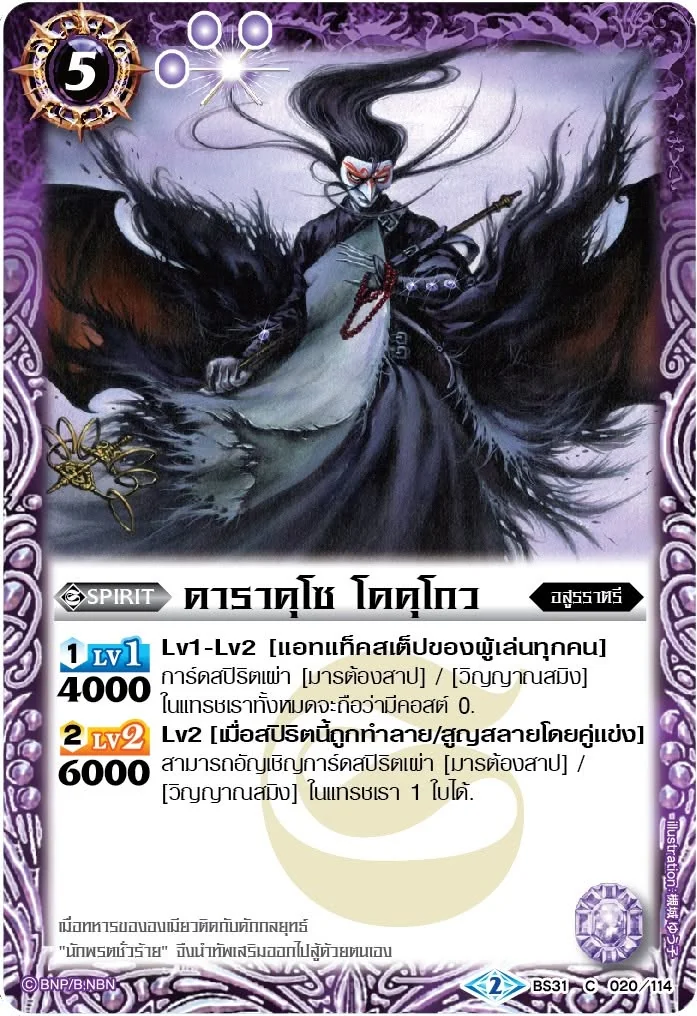 5
SPIRIT
คาราคุโซ โคคุโกว
อสูรราตรี
1 LV1
4000
Lv1-Lv2 [แอทแท็คสเต็ปของผู้เล่นทุกคน]
การ์ดสปิริตเผ่า [มารต้องสาป] / [วิญญาณสมิง]
ในแทรชเราทั้งหมดจะถือว่ามีคอสต์ 0.
2 LV2
6000
Lv2 [เมื่อสปิริตนี้ถูกทำลาย/สูญสลายโดยคู่แข่ง]
สามารถอัญเชิญการ์ดสปิริตเผ่า [มารต้องสาป] /
[วิญญาณสมิง] ในแทรชเรา 1 ใบได้.
เมื่อทหารขององเมียวติดกับดักกลยุทธ์
"นักพรตชั่วร้าย" จึงนำทัพเสริมออกไปสู้ด้วยตนเอง
illustration : 機城 ゆう子
©BNP/B,NBN
2
BS31 C 020/114